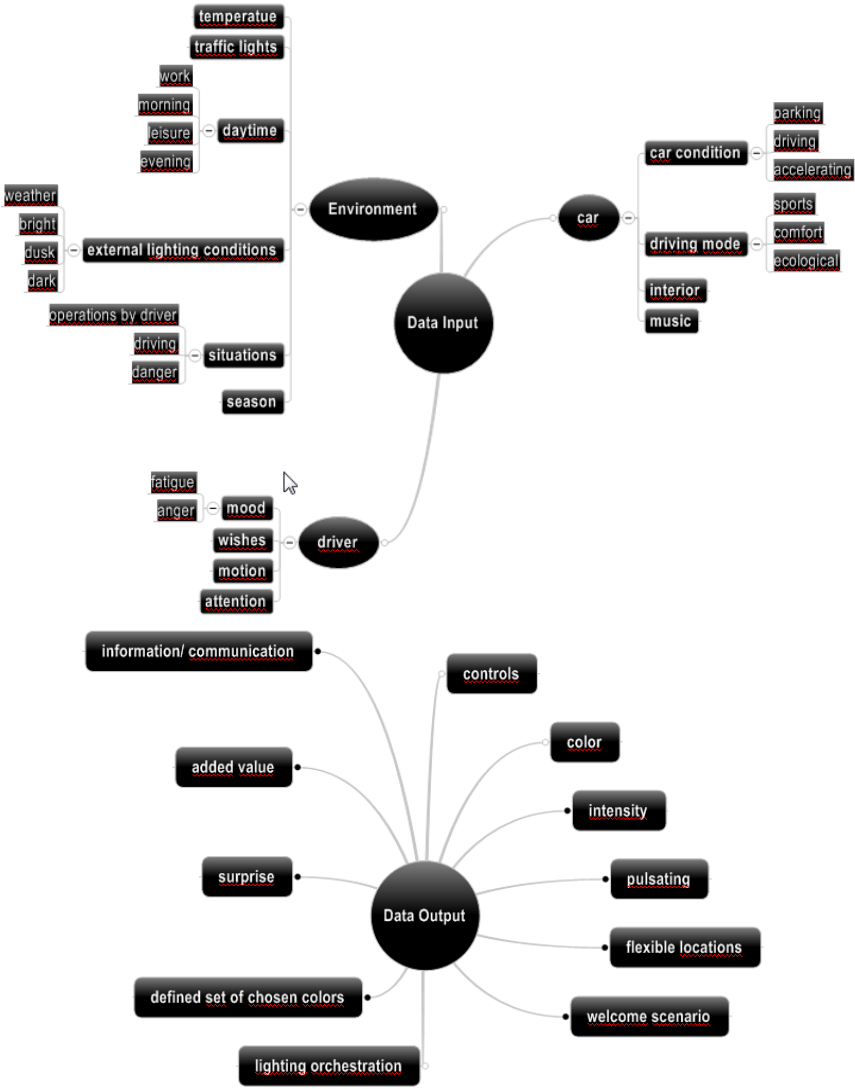 temperatue
traffic lights
work
morning
leisure
evening
daytime
weather
bright
dusk
dark
external lighting conditions
operations by driver
driving
danger
situations
season
Environment
Data Input
car
car condition
parking
driving
accelerating
driving mode
sports
comfort
ecological
interior
music
fatigue
anger
mood
wishes
motion
attention
driver
information/ communication
added value
surprise
defined set of chosen colors
lighting orchestration
Data Output
controls
color
intensity
pulsating
flexible locations
welcome scenario